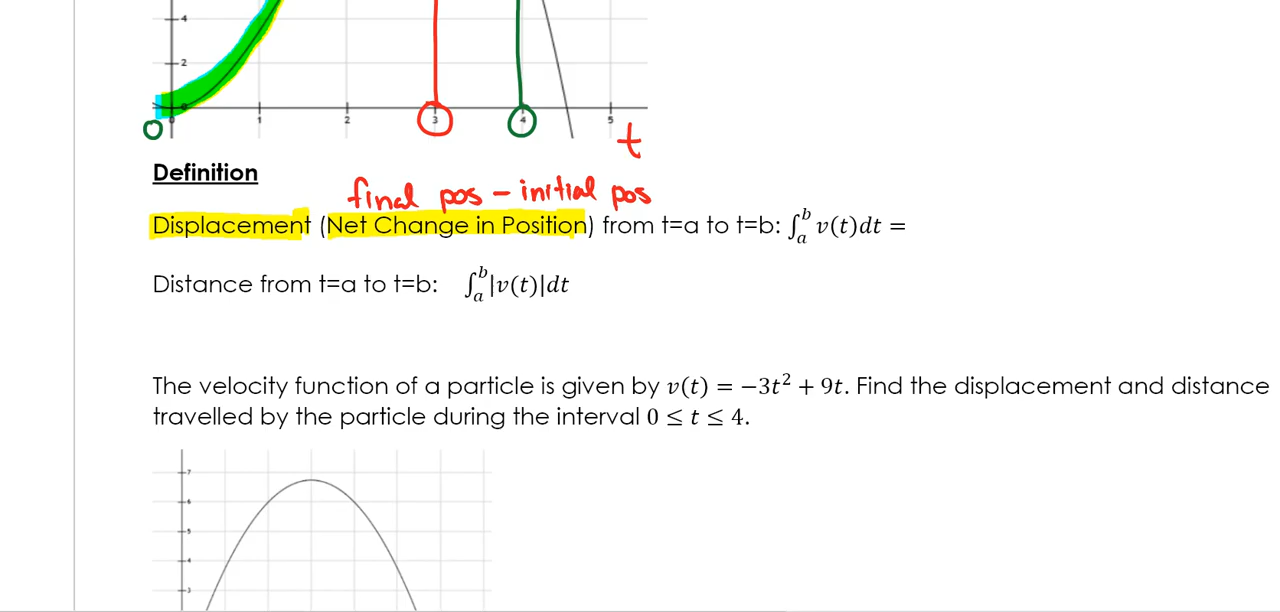 4
2
0
1
2
3
4
5
0
t
Definition
final pos – initial pos
Displacement (Net Change in Position) from t=a to t=b: ∫ₐᵇ v(t)dt =
Distance from t=a to t=b: ∫ₐᵇ|v(t)|dt
The velocity function of a particle is given by v(t) = −3t² + 9t. Find the displacement and distance
travelled by the particle during the interval 0 ≤ t ≤ 4.
7
6
5
4
3